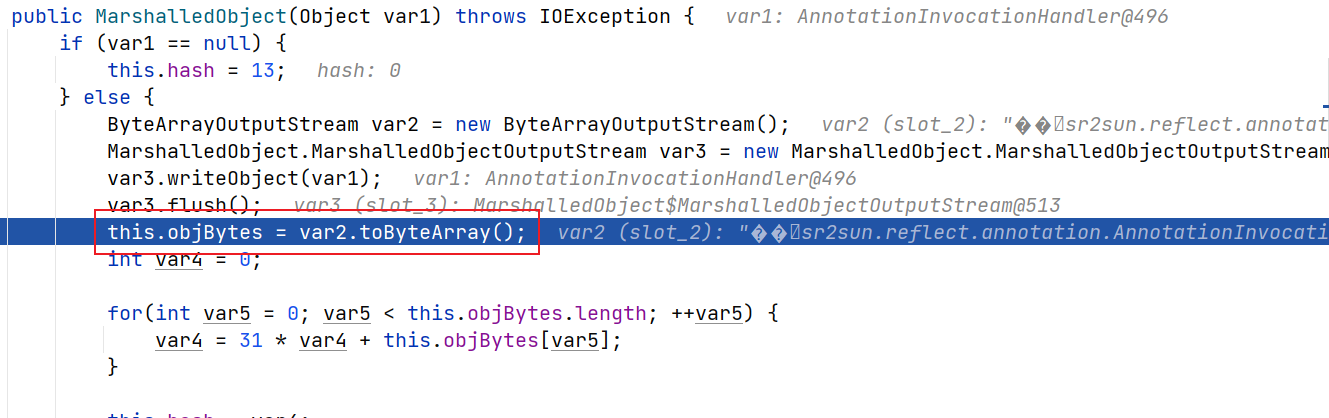 public MarshalledObject(Object var1) throws IOException {   var1: AnnotationInvocationHandler@496
    if (var1 == null) {
        this.hash = 13;   hash: 0
    } else {
        ByteArrayOutputStream var2 = new ByteArrayOutputStream();   var2 (slot_2): "��sr2sun.reflect.annotat
        MarshalledObject.MarshalledObjectOutputStream var3 = new MarshalledObject.MarshalledObjectOutputStream
        var3.writeObject(var1);   var1: AnnotationInvocationHandler@496
        var3.flush();   var3 (slot_3): MarshalledObject$MarshalledObjectOutputStream@513
        this.objBytes = var2.toByteArray();   var2 (slot_2): "��sr2sun.reflect.annotation.AnnotationInvocati
        int var4 = 0;
        for(int var5 = 0; var5 < this.objBytes.length; ++var5) {
            var4 = 31 * var4 + this.objBytes[var5];
        }